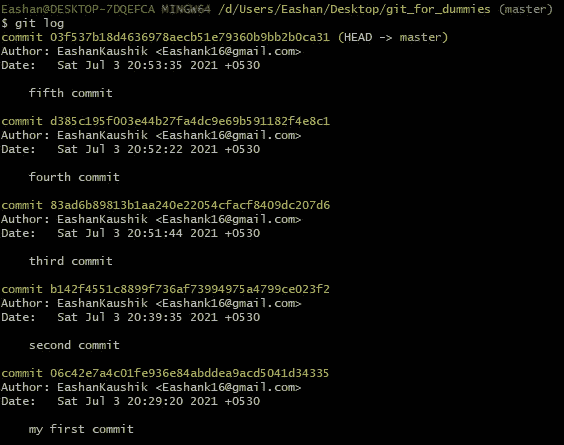 Eashan@DESKTOP-7DQEFCA MINGW64 /d/Users/Eashan/Desktop/git_for_dummies (master)
$ git log
commit 03f537b18d4636978aecb51e79360b9bb2b0ca31 (HEAD -> master)
Author: EashanKaushik <Eashank16@gmail.com>
Date:   Sat Jul 3 20:53:35 2021 +0530
fifth commit
commit d385c195f003e44b27fa4dc9e69b591182f4e8c1
Author: EashanKaushik <Eashank16@gmail.com>
Date:   Sat Jul 3 20:52:22 2021 +0530
fourth commit
commit 83ad6b89813b1aa240e22054cfacf8409dc207d6
Author: EashanKaushik <Eashank16@gmail.com>
Date:   Sat Jul 3 20:51:44 2021 +0530
third commit
commit b142f4551c8899f736af73994975a4799ce023f2
Author: EashanKaushik <Eashank16@gmail.com>
Date:   Sat Jul 3 20:39:35 2021 +0530
second commit
commit 06c42e7a4c01fe936e84abddea9acd5041d34335
Author: EashanKaushik <Eashank16@gmail.com>
Date:   Sat Jul 3 20:29:20 2021 +0530
my first commit